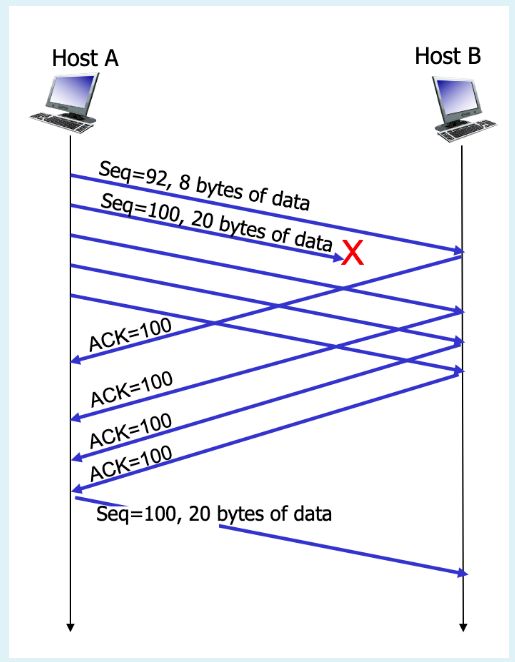 Host A
Host B
Seq=92, 8 bytes of data
Seq=100, 20 bytes of data
X
ACK=100
ACK=100
ACK=100
ACK=100
Seq=100, 20 bytes of data